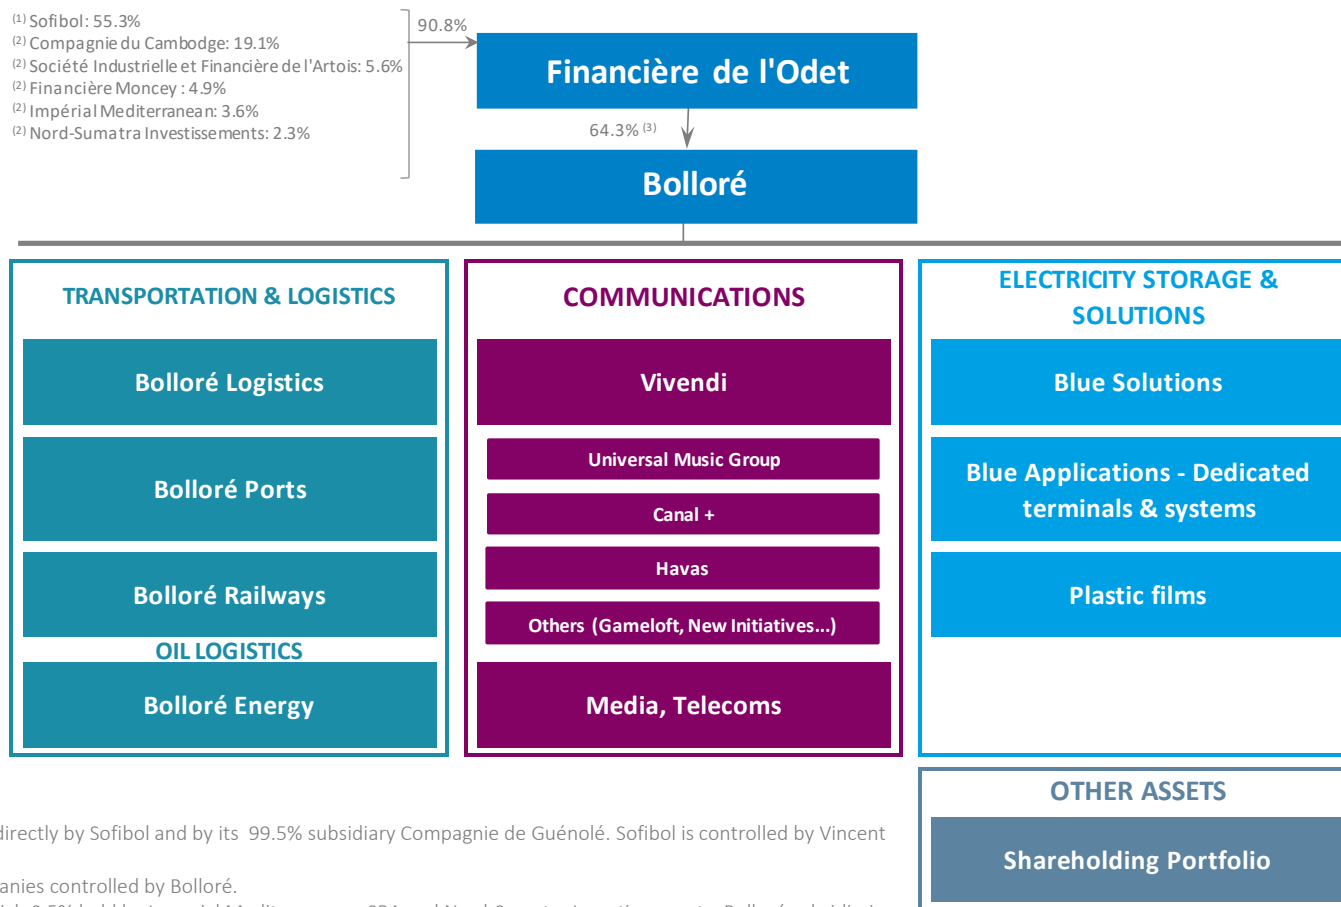 (1) Sofibol: 55.3%
(2) Compagnie du Cambodge: 19.1%
(2) Société Industrielle et Financière de l'Artois: 5.6%
(2) Financière Moncey : 4.9%
(2) Impérial Mediterranean: 3.6%
(2) Nord-Sumatra Investissements: 2.3%
90.8%
Financière de l'Odet
64.3% (3)
Bolloré
TRANSPORTATION & LOGISTICS
Bolloré Logistics
Bolloré Ports
Bolloré Railways
OIL LOGISTICS
Bolloré Energy
COMMUNICATIONS
Vivendi
Universal Music Group
Canal +
Havas
Others (Gameloft, New Initiatives...)
Media, Telecoms
ELECTRICITY STORAGE &
SOLUTIONS
Blue Solutions
Blue Applications - Dedicated
terminals & systems
Plastic films
OTHER ASSETS
Shareholding Portfolio
directly by Sofibol and by its 99.5% subsidiary Compagnie de Guénolé. Sofibol is controlled by Vincent
controlled by Bolloré.